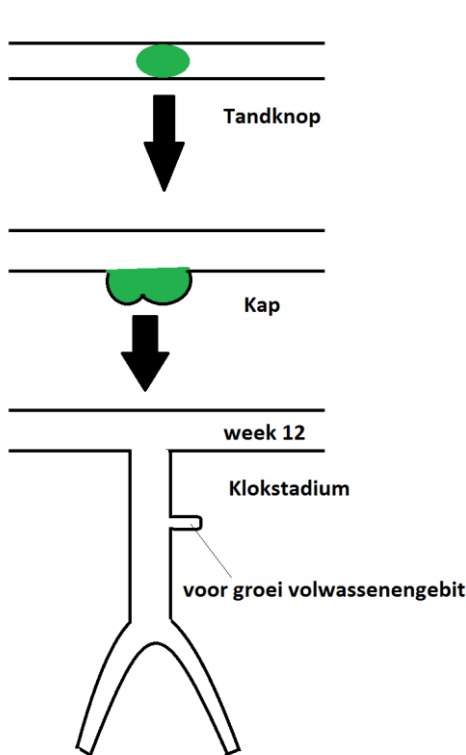 Tandknop
Kap
week 12
Klokstadium
voor groei volwassenengebit